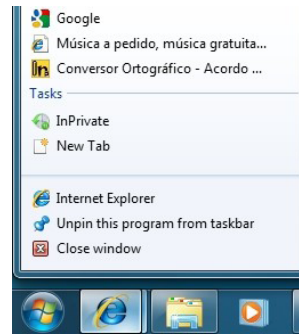 Google
Música a pedido, música gratuita...
Conversor Ortográfico - Acordo ...
Tasks
InPrivate
New Tab
Internet Explorer
Unpin this program from taskbar
Close window